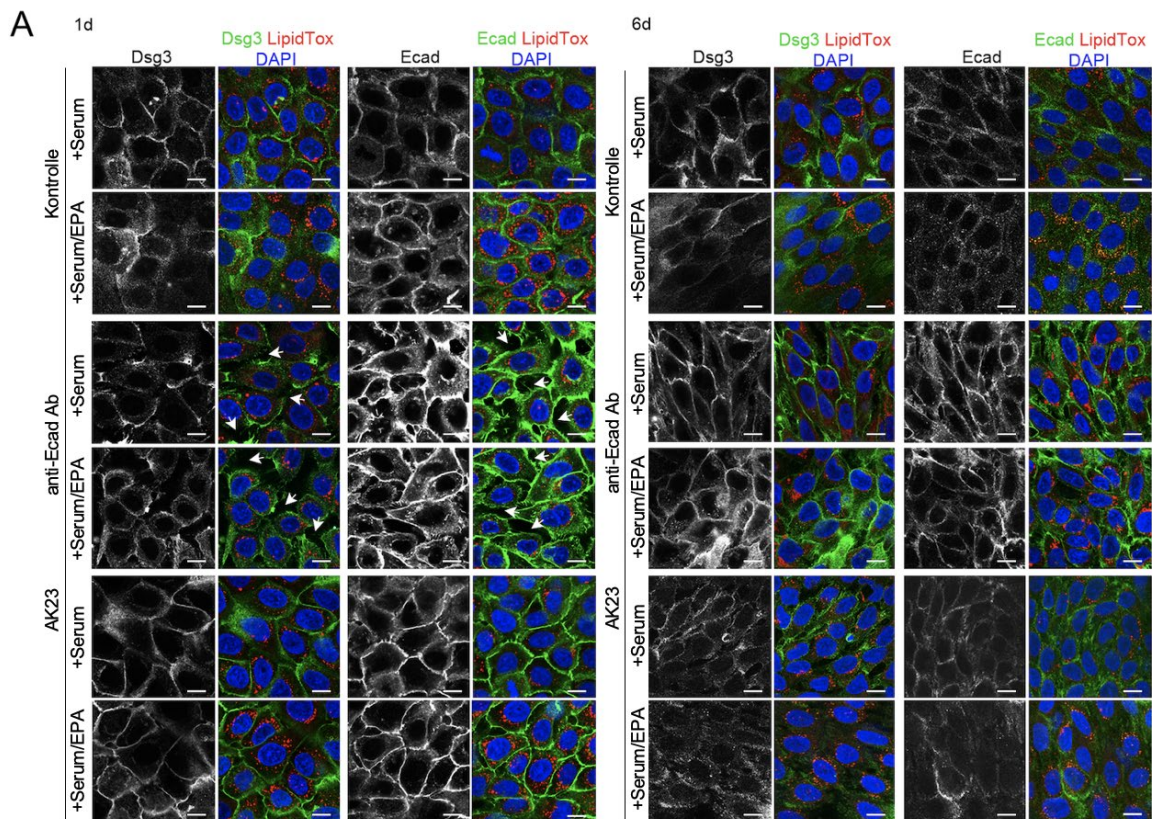 A
1d
Dsg3
Dsg3 LipidTox
DAPI
Ecad
Ecad LipidTox
DAPI
Kontrolle
+Serum
+Serum/EPA
anti-Ecad Ab
+Serum
+Serum/EPA
AK23
+Serum
+Serum/EPA
6d
Dsg3
Dsg3 LipidTox
DAPI
Ecad
Ecad LipidTox
DAPI
Kontrolle
+Serum
+Serum/EPA
anti-Ecad Ab
+Serum
+Serum/EPA
AK23
+Serum
+Serum/EPA